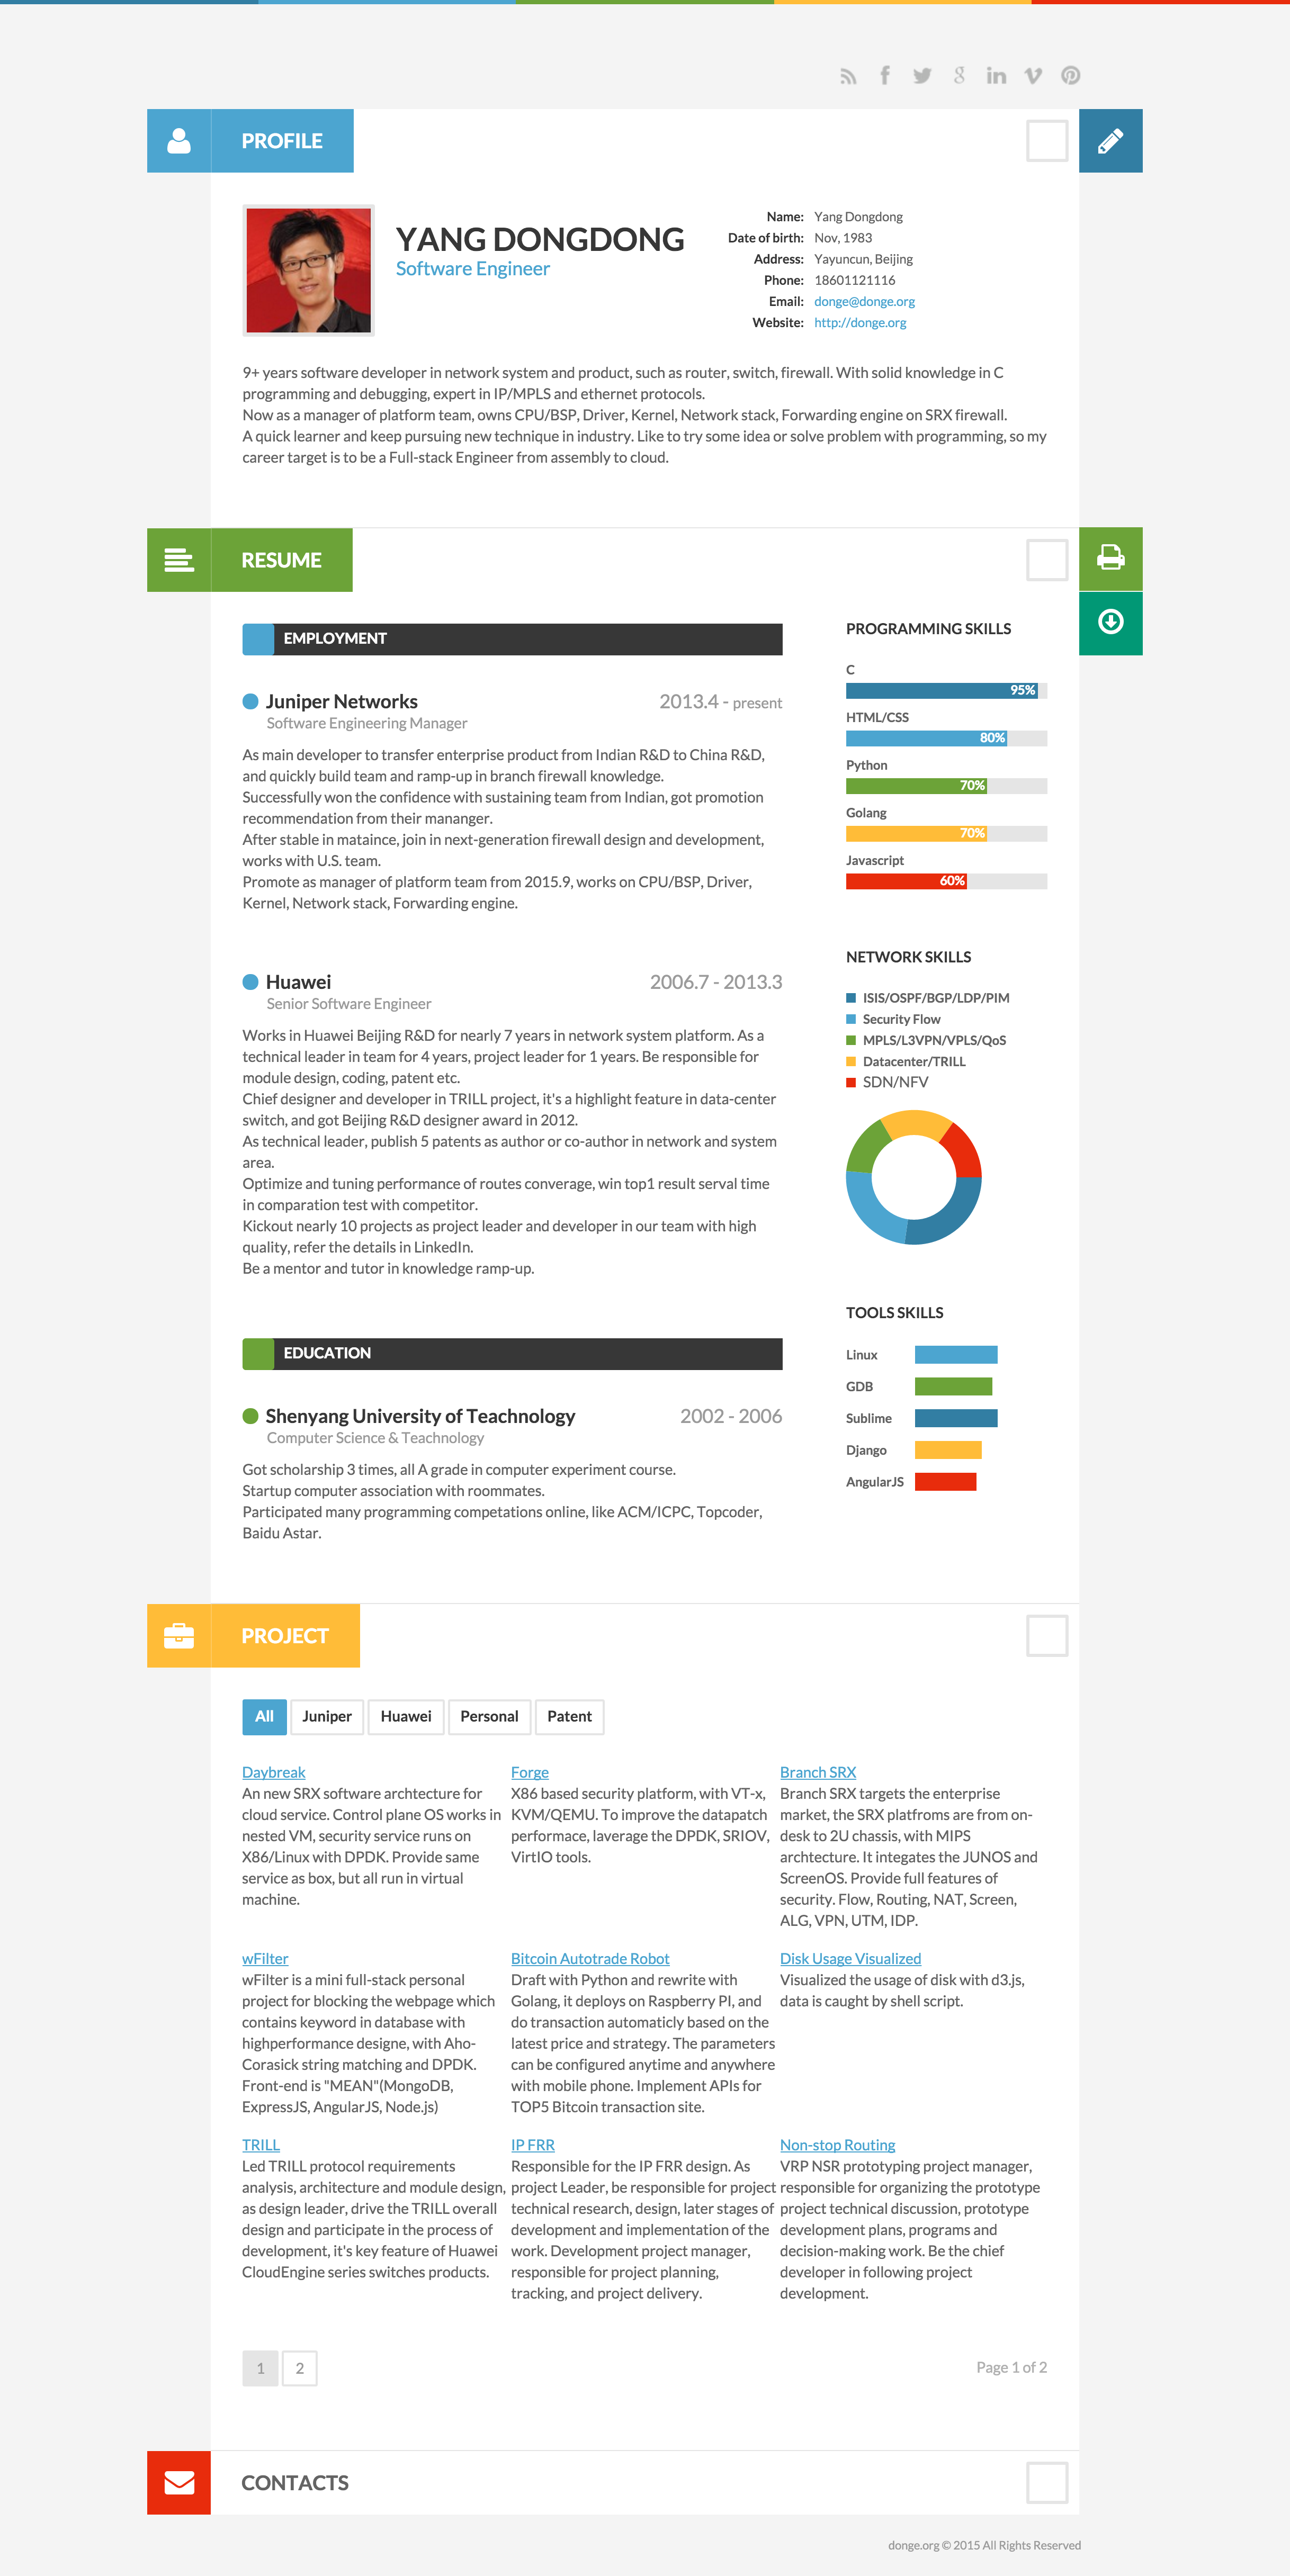 PROFILE
YANG DONGDONG
Software Engineer
Name: Yang Dongdong
Date of birth: Nov, 1983
Address: Yayuncun, Beijing
Phone: 18601121116
Email: donge@donge.org
Website: http://donge.org
9+ years software developer in network system and product, such as router, switch, firewall. With solid knowledge in C
programming and debugging, expert in IP/MPLS and ethernet protocols.
Now as a manager of platform team, owns CPU/BSP, Driver, Kernel, Network stack, Forwarding engine on SRX firewall.
A quick learner and keep pursuing new technique in industry. Like to try some idea or solve problem with programming, so my
career target is to be a Full-stack Engineer from assembly to cloud.
RESUME
EMPLOYMENT
Juniper Networks 2013.4 - present
Software Engineering Manager
As main developer to transfer enterprise product from Indian R&D to China R&D,
and quickly build team and ramp-up in branch firewall knowledge.
Successfully won the confidence with sustaining team from Indian, got promotion
recommendation from their mananger.
After stable in mataince, join in next-generation firewall design and development,
works with U.S. team.
Promote as manager of platform team from 2015.9, works on CPU/BSP, Driver,
Kernel, Network stack, Forwarding engine.
Huawei 2006.7 - 2013.3
Senior Software Engineer
Works in Huawei Beijing R&D for nearly 7 years in network system platform. As a
technical leader in team for 4 years, project leader for 1 years. Be responsible for
module design, coding, patent etc.
Chief designer and developer in TRILL project, it's a highlight feature in data-center
switch, and got Beijing R&D designer award in 2012.
As technical leader, publish 5 patents as author or co-author in network and system
area.
Optimize and tuning performance of routes converage, win top1 result serval time
in comparation test with competitor.
Kickout nearly 10 projects as project leader and developer in our team with high
quality, refer the details in LinkedIn.
Be a mentor and tutor in knowledge ramp-up.
EDUCATION
Shenyang University of Teachnology 2002 - 2006
Computer Science & Teachnology
Got scholarship 3 times, all A grade in computer experiment course.
Startup computer association with roommates.
Participated many programming competations online, like ACM/ICPC, Topcoder,
Baidu Astar.
PROGRAMMING SKILLS
C
95%
HTML/CSS
80%
Python
70%
Golang
70%
Javascript
60%
NETWORK SKILLS
ISIS/OSPF/BGP/LDP/PIM
Security Flow
MPLS/L3VPN/VPLS/QoS
Datacenter/TRILL
SDN/NFV
TOOLS SKILLS
Linux
GDB
Sublime
Django
AngularJS
PROJECT
All Juniper Huawei Personal Patent
Daybreak
An new SRX software archtecture for
cloud service. Control plane OS works in
nested VM, security service runs on
X86/Linux with DPDK. Provide same
service as box, but all run in virtual
machine.
Forge
X86 based security platform, with VT-x,
KVM/QEMU. To improve the datapatch
performace, laverage the DPDK, SRIOV,
VirtIO tools.
Branch SRX
Branch SRX targets the enterprise
market, the SRX platfroms are from on-
desk to 2U chassis, with MIPS
archtecture. It integates the JUNOS and
ScreenOS. Provide full features of
security. Flow, Routing, NAT, Screen,
ALG, VPN, UTM, IDP.
wFilter
wFilter is a mini full-stack personal
project for blocking the webpage which
contains keyword in database with
highperformance designe, with Aho-
Corasick string matching and DPDK.
Front-end is "MEAN"(MongoDB,
ExpressJS, AngularJS, Node.js)
Bitcoin Autotrade Robot
Draft with Python and rewrite with
Golang, it deploys on Raspberry PI, and
do transaction automaticly based on the
latest price and strategy. The parameters
can be configured anytime and anywhere
with mobile phone. Implement APIs for
TOP5 Bitcoin transaction site.
Disk Usage Visualized
Visualized the usage of disk with d3.js,
data is caught by shell script.
TRILL
Led TRILL protocol requirements
analysis, architecture and module design,
as design leader, drive the TRILL overall
design and participate in the process of
development, it's key feature of Huawei
CloudEngine series switches products.
IP FRR
Responsible for the IP FRR design. As
project Leader, be responsible for project
technical research, design, later stages of
development and implementation of the
work. Development project manager,
responsible for project planning,
tracking, and project delivery.
Non-stop Routing
VRP NSR prototyping project manager,
responsible for organizing the prototype
project technical discussion, prototype
development plans, programs and
decision-making work. Be the chief
developer in following project
development.
1 2 Page 1 of 2
CONTACTS
donge.org © 2015 All Rights Reserved